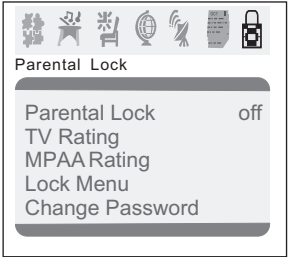 Parental Lock
Parental Lock off
TV Rating
MPAA Rating
Lock Menu
Change Password